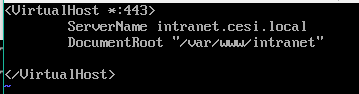 <VirtualHost *:443>
        ServerName intranet.cesi.local
        DocumentRoot "/var/www/intranet"

</VirtualHost>
~